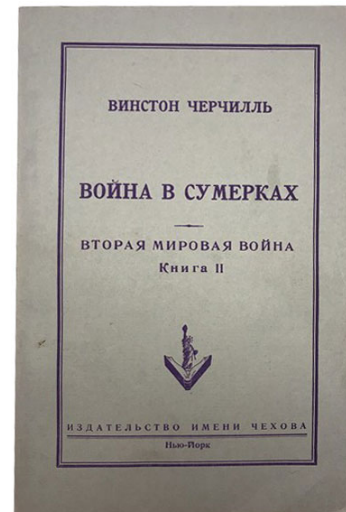 ВИНСТОН ЧЕРЧИЛЛЬ
ВОЙНА В СУМЕРКАХ
ВТОРАЯ МИРОВАЯ ВОЙНА
Книга II
ИЗДАТЕЛЬСТВО ИМЕНИ ЧЕХОВА
Нью-Йорк